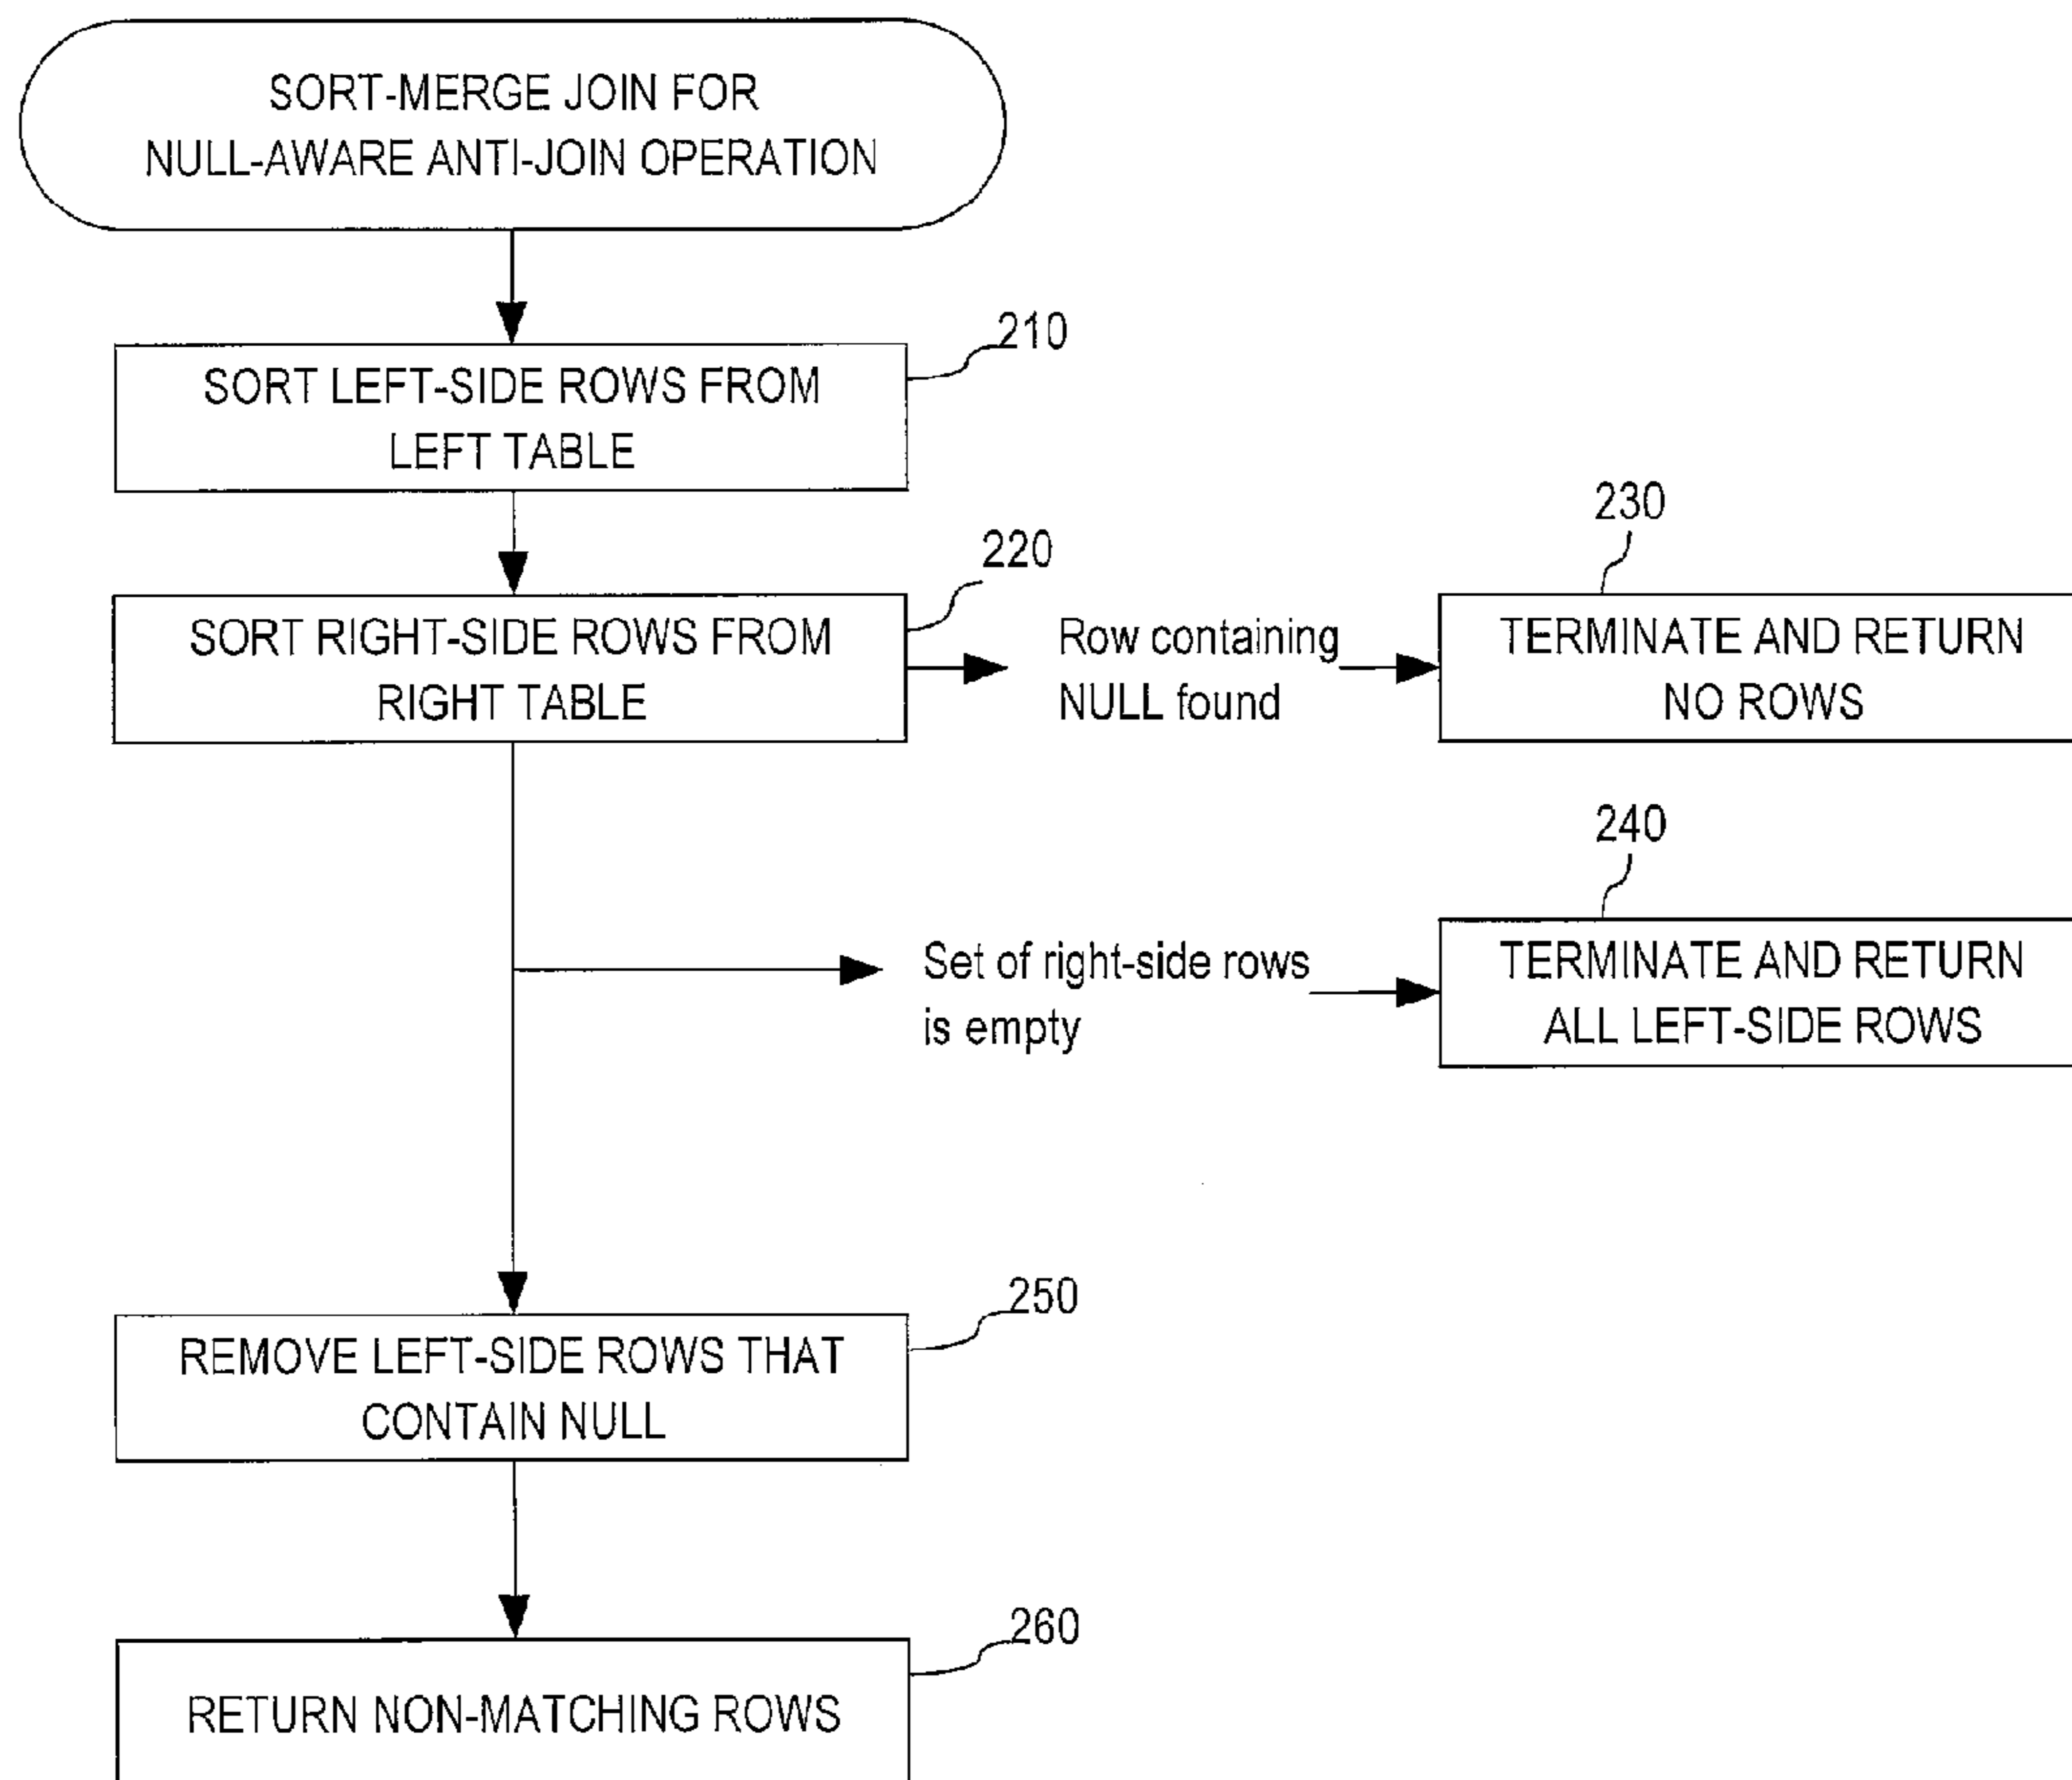 SORT-MERGE JOIN FOR
NULL-AWARE ANTI-JOIN OPERATION
210
SORT LEFT-SIDE ROWS FROM
LEFT TABLE
220
SORT RIGHT-SIDE ROWS FROM
RIGHT TABLE
Row containing
NULL found
230
TERMINATE AND RETURN
NO ROWS
240
Set of right-side rows
is empty
TERMINATE AND RETURN
ALL LEFT-SIDE ROWS
250
REMOVE LEFT-SIDE ROWS THAT
CONTAIN NULL
260
RETURN NON-MATCHING ROWS